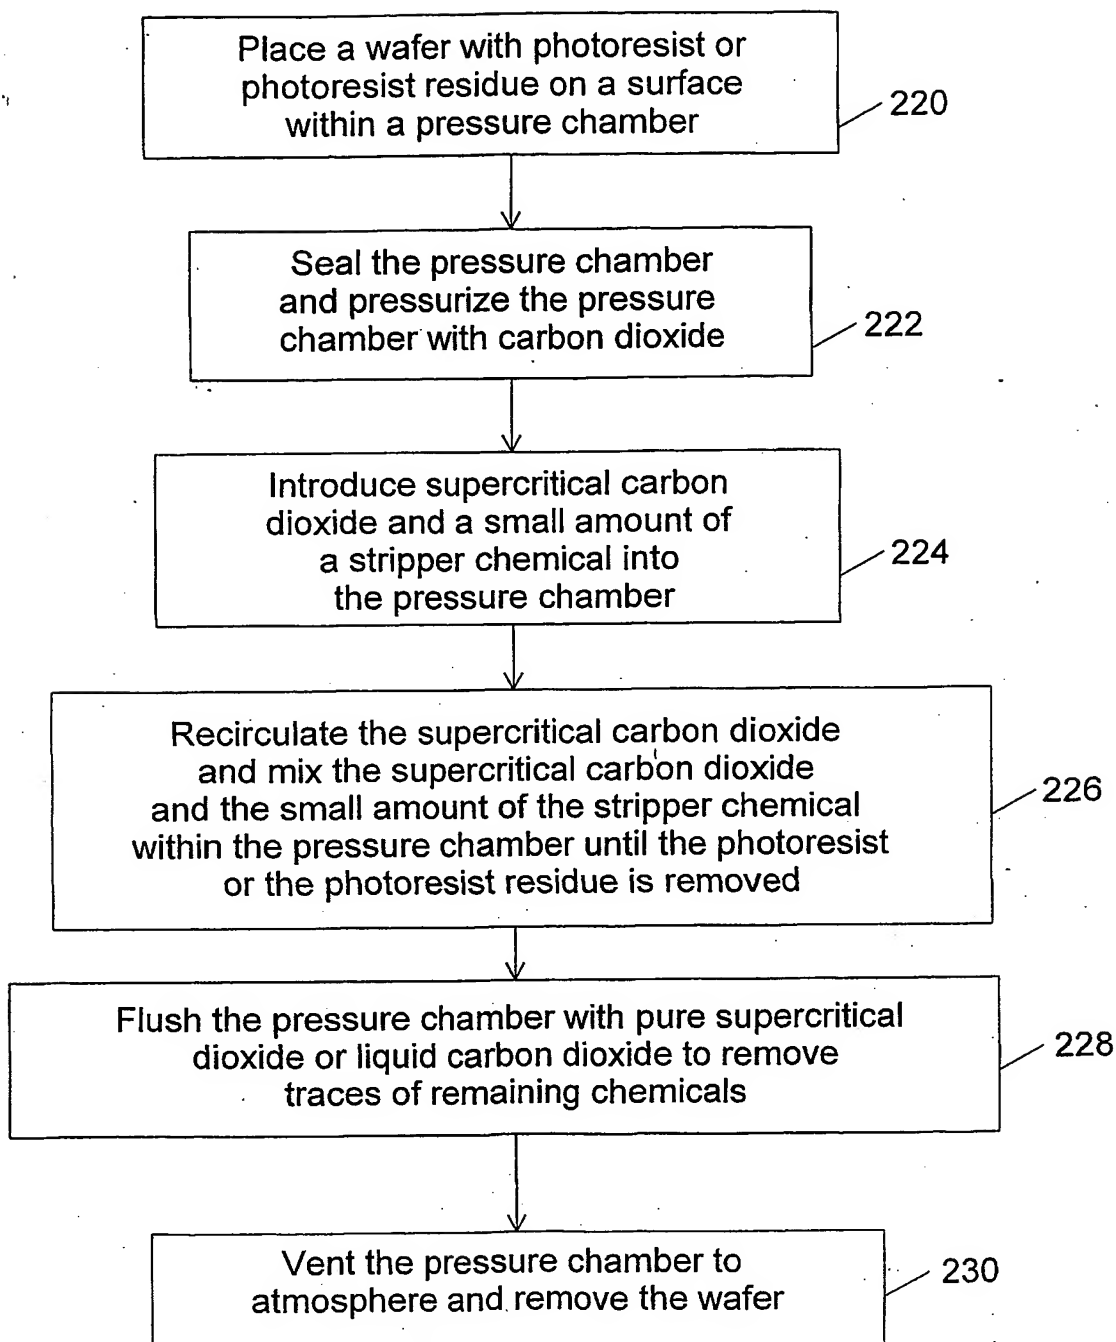 Place a wafer with photoresist or
photoresist residue on a surface
within a pressure chamber
220
Seal the pressure chamber
and pressurize the pressure
chamber with carbon dioxide
222
Introduce supercritical carbon
dioxide and a small amount of
a stripper chemical into
the pressure chamber
224
Recirculate the supercritical carbon dioxide
and mix the supercritical carbon dioxide
and the small amount of the stripper chemical
within the pressure chamber until the photoresist
or the photoresist residue is removed
226
Flush the pressure chamber with pure supercritical
dioxide or liquid carbon dioxide to remove
traces of remaining chemicals
228
Vent the pressure chamber to
atmosphere and remove the wafer
230